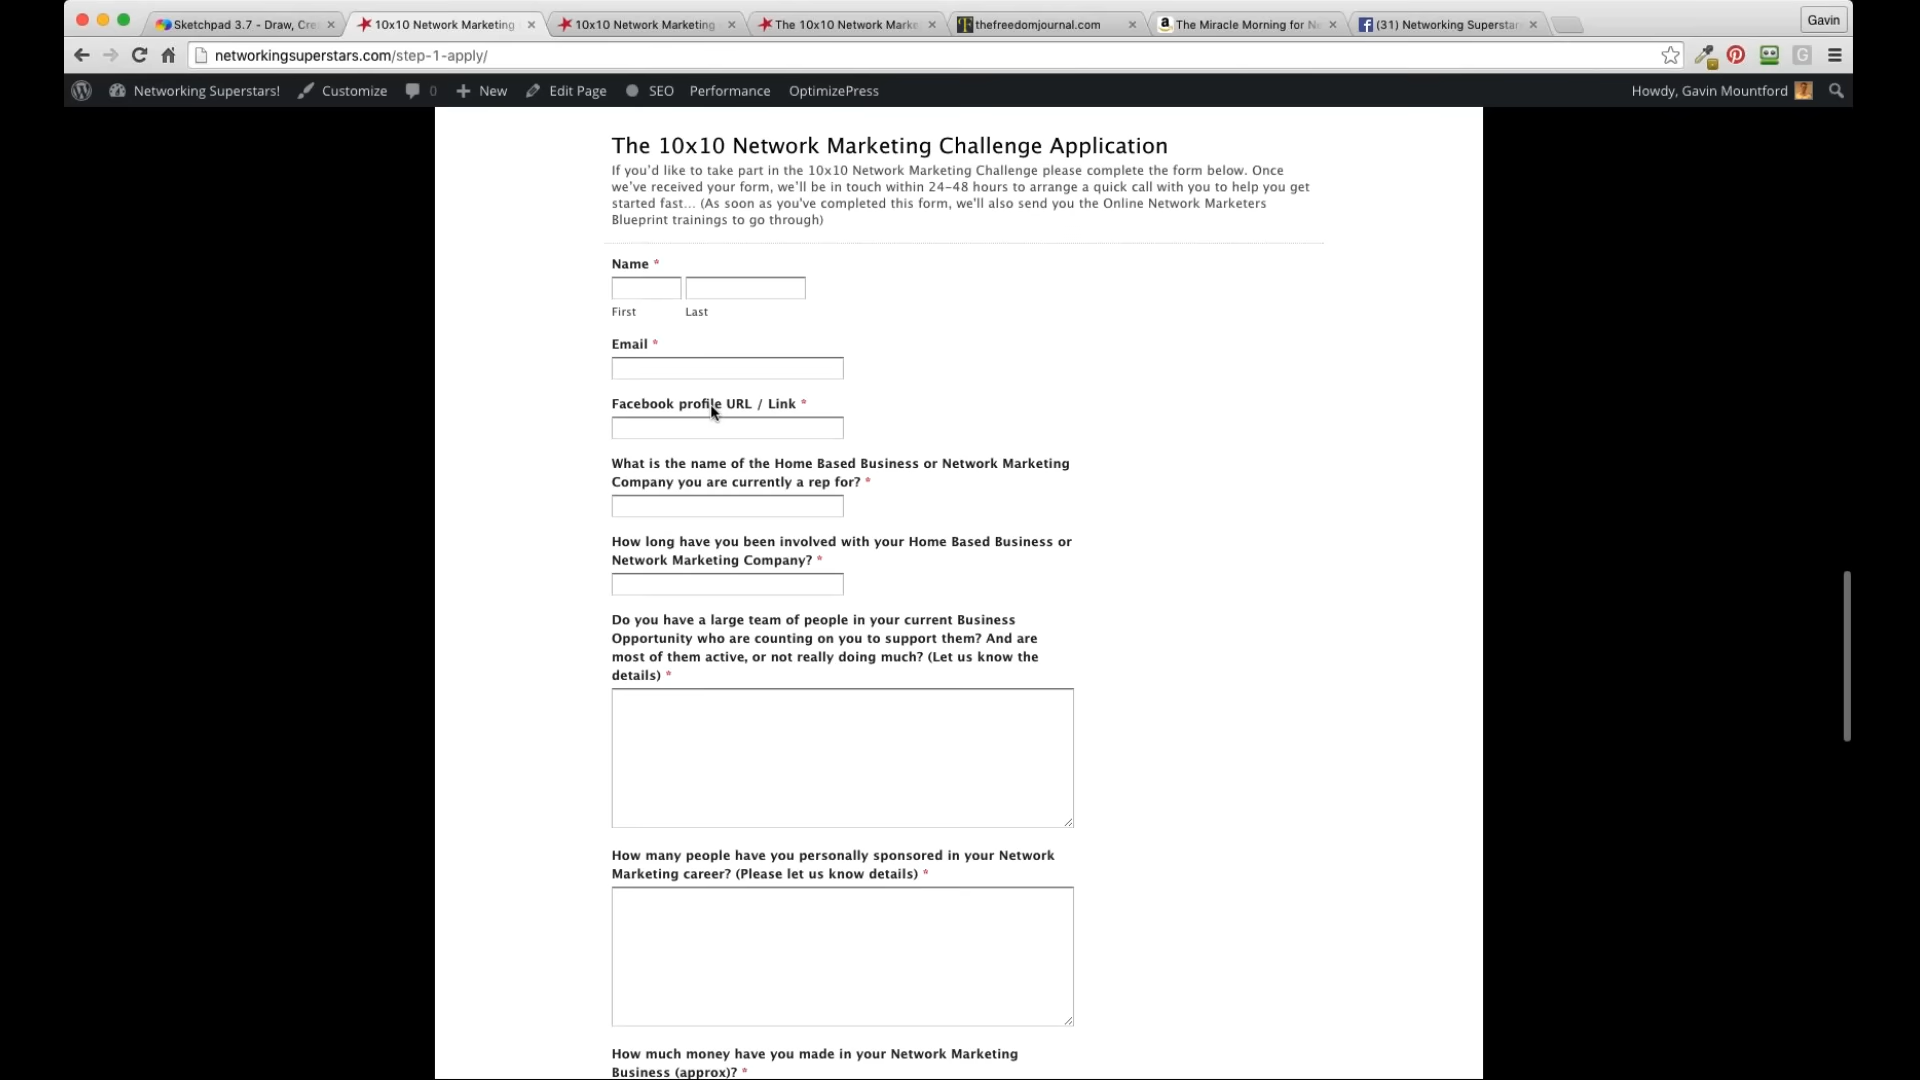 Sketchpad 3.7 - Draw, Cre
10x10 Network Marketing
10x10 Network Marketing
The 10x10 Network Marke
thefreedomjournal.com
The Miracle Morning for Ne
(31) Networking Superstar
Gavin
networkingsuperstars.com/step-1-apply/
Networking Superstars!
Customize
0
New
Edit Page
SEO
Performance
OptimizePress
Howdy, Gavin Mountford
The 10x10 Network Marketing Challenge Application
If you'd like to take part in the 10x10 Network Marketing Challenge please complete the form below. Once
we've received your form, we'll be in touch within 24-48 hours to arrange a quick call with you to help you get
started fast... (As soon as you've completed this form, we'll also send you the Online Network Marketers
Blueprint trainings to go through)
Name *
First
Last
Email *
Facebook profile URL / Link *
What is the name of the Home Based Business or Network Marketing
Company you are currently a rep for? *
How long have you been involved with your Home Based Business or
Network Marketing Company? *
Do you have a large team of people in your current Business
Opportunity who are counting on you to support them? And are
most of them active, or not really doing much? (Let us know the
details) *
How many people have you personally sponsored in your Network
Marketing career? (Please let us know details) *
How much money have you made in your Network Marketing
Business (approx)? *